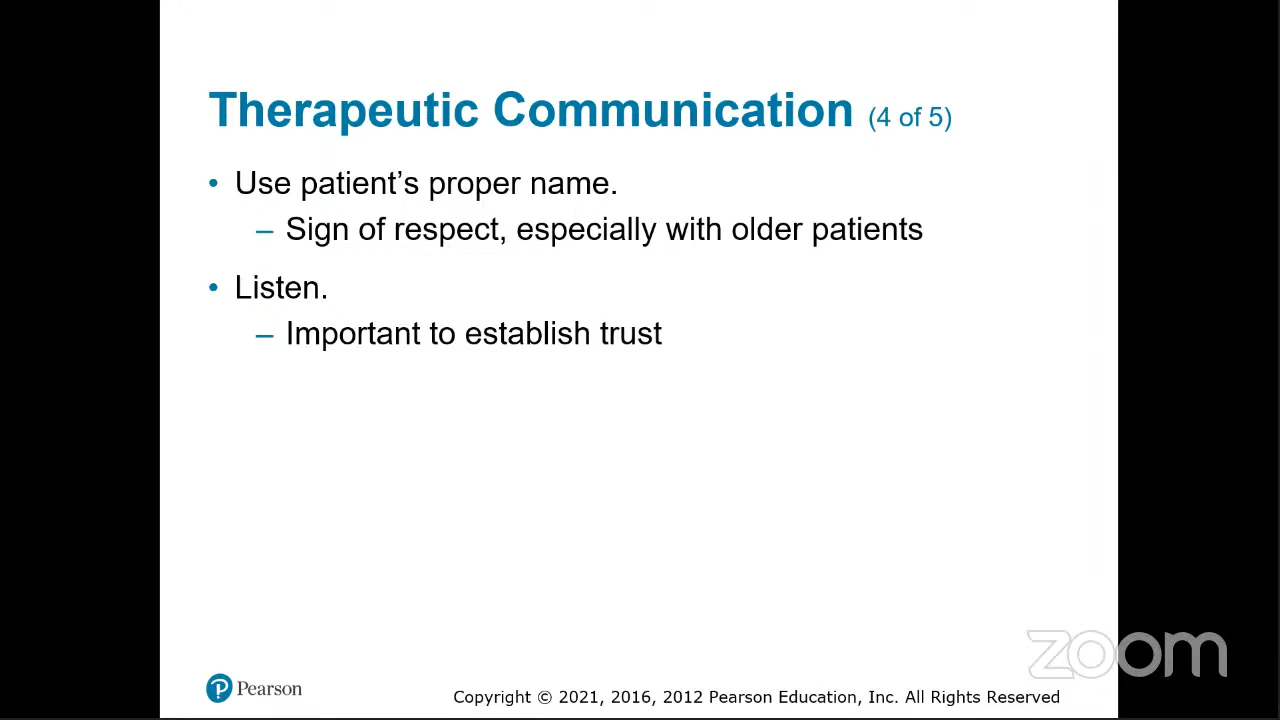 Therapeutic Communication (4 of 5)
• Use patient’s proper name.
– Sign of respect, especially with older patients
• Listen.
– Important to establish trust
Pearson
Copyright © 2021, 2016, 2012 Pearson Education, Inc. All Rights Reserved
zoom